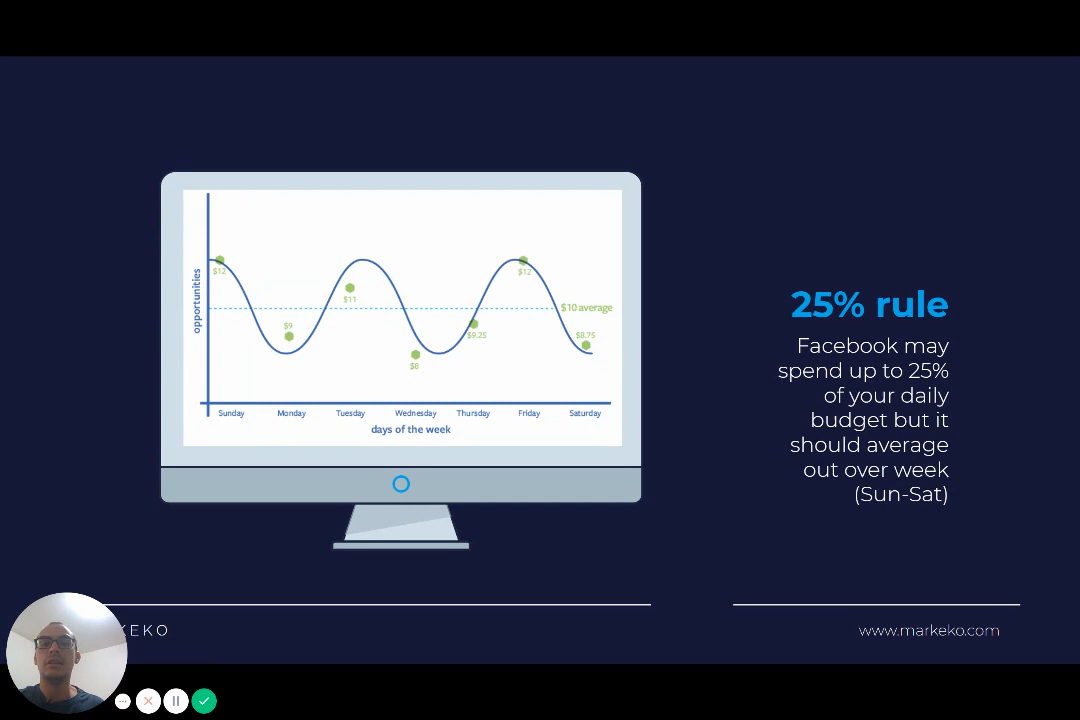 opportunities
$12
$9
$11
$8
$9.25
$12
$10 average
$8.75
Sunday Monday Tuesday Wednesday Thursday Friday Saturday
days of the week
25% rule
Facebook may
spend up to 25%
of your daily
budget but it
should average
out over week
(Sun-Sat)
KEKO
www.markeko.com